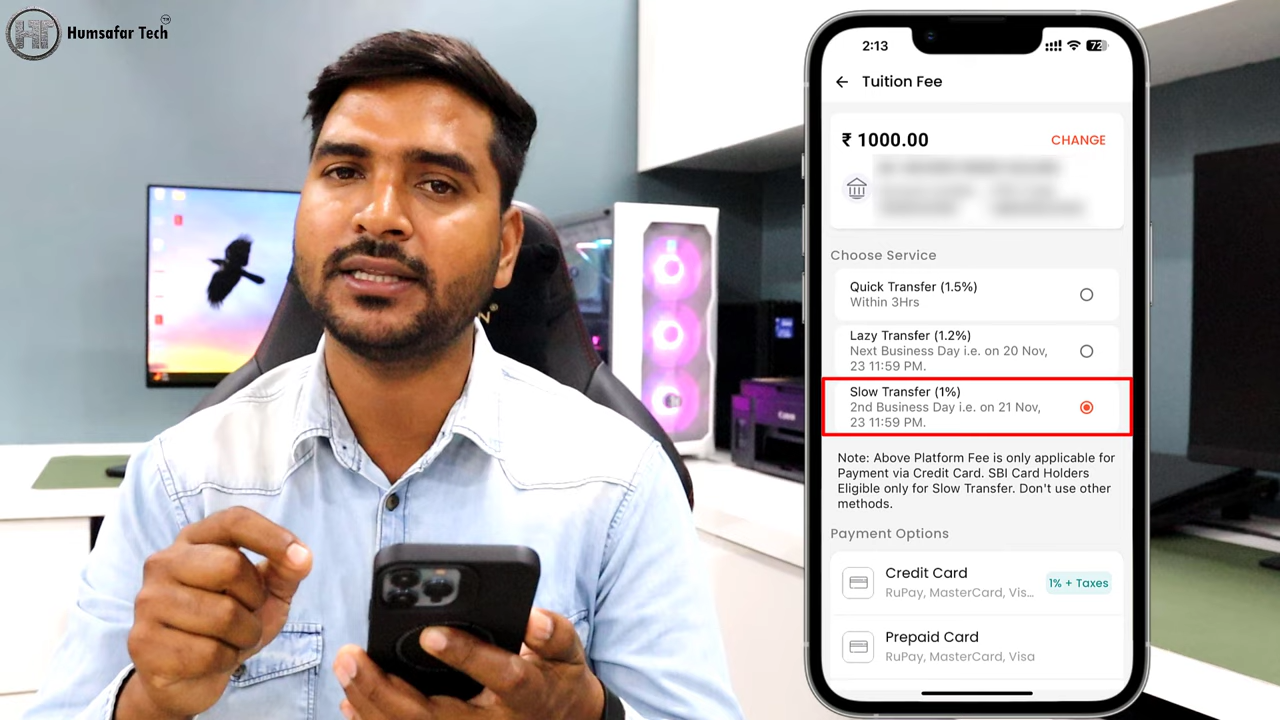 Humsafar Tech
TM
2:13
72
Tuition Fee
₹ 1000.00
CHANGE
Choose Service
Quick Transfer (1.5%)
Within 3Hrs
Lazy Transfer (1.2%)
Next Business Day i.e. on 20 Nov,
23 11:59 PM.
Slow Transfer (1%)
2nd Business Day i.e. on 21 Nov,
23 11:59 PM.
Note: Above Platform Fee is only applicable for
Payment via Credit Card. SBI Card Holders
Eligible only for Slow Transfer. Don't use other
methods.
Payment Options
Credit Card
RuPay, MasterCard, Vis...
1% + Taxes
Prepaid Card
RuPay, MasterCard, Visa